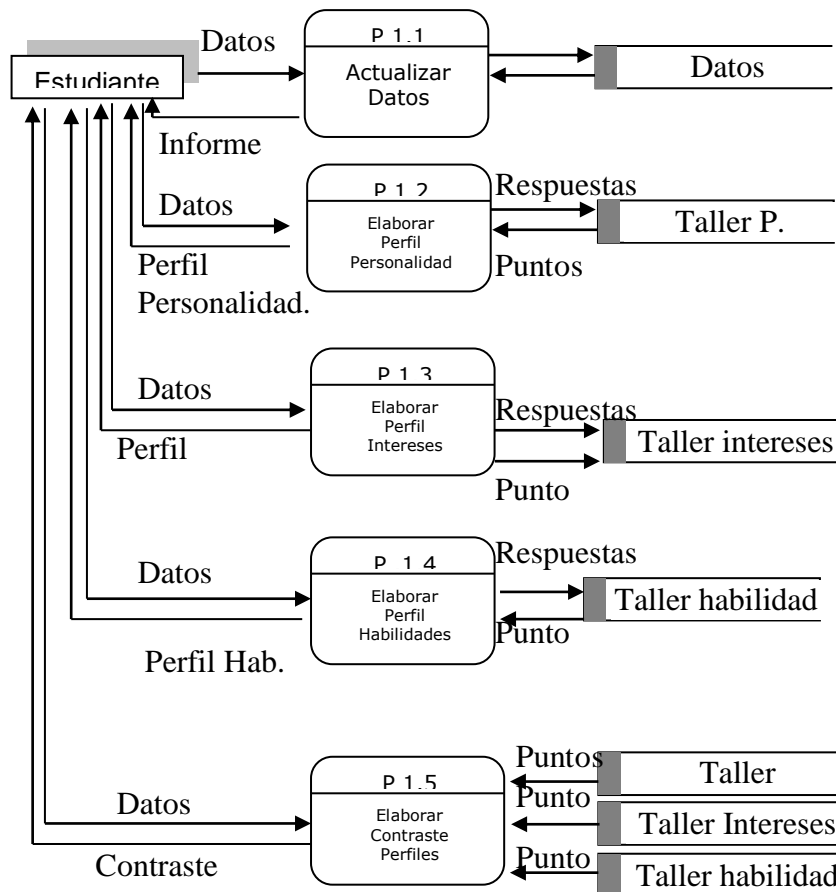 Datos
P 1.1
Estudiante
Actualizar
Datos
Datos
Informe
P 1.2
Respuestas
Datos
Elaborar
Perfil
Personalidad
Taller P.
Perfil
Personalidad.
Puntos
P 1.3
Datos
Elaborar
Perfil
Intereses
Respuestas
Perfil
Taller intereses
Punto
P 1.4
Respuestas
Datos
Elaborar
Perfil
Habilidades
Taller habilidad
Punto
Perfil Hab.
P 1.5
Puntos
Taller
Datos
Elaborar
Contraste
Perfiles
Punto
Taller Intereses
Contraste
Punto
Taller habilidad